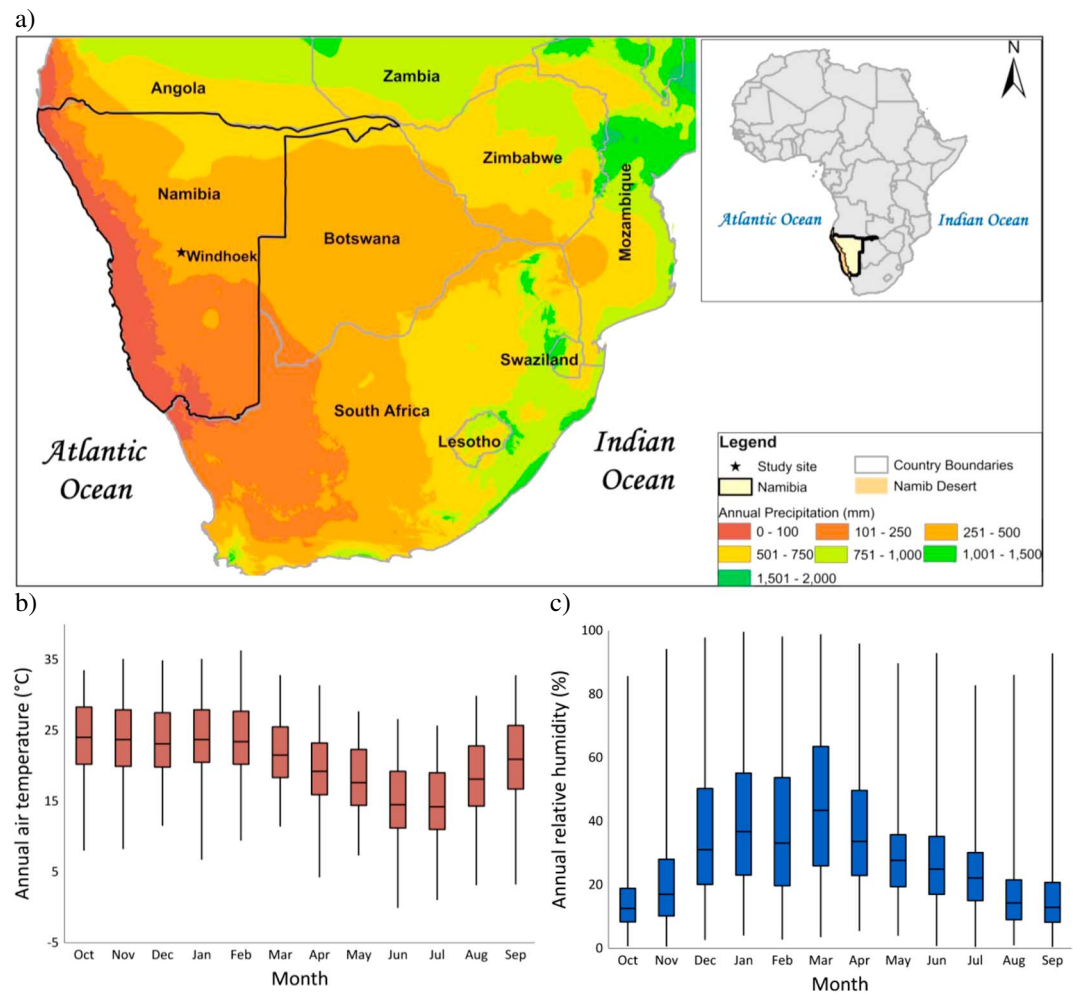 a)
Angola
Zambia
Namibia
Zimbabwe
Mozambique
Windhoek
Botswana
Swaziland
South Africa
Lesotho
Atlantic
Ocean
Indian
Ocean
N
Atlantic Ocean
Indian Ocean
Legend
Study site
Country Boundaries
Namibia
Namib Desert
Annual Precipitation (mm)
0 - 100
101 - 250
251 - 500
501 - 750
751 - 1,000
1,001 - 1,500
1,501 - 2,000
b)
Annual air temperature (°C)
35
25
15
5
-5
Oct Nov Dec Jan Feb Mar Apr May Jun Jul Aug Sep
Month
c)
Annual relative humidity (%)
100
80
60
40
20
0
Oct Nov Dec Jan Feb Mar Apr May Jun Jul Aug Sep
Month